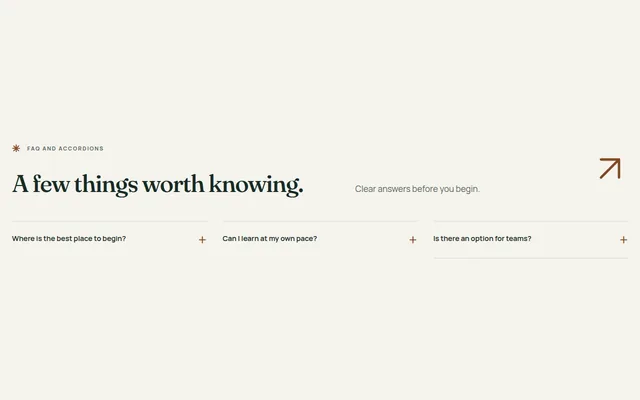 FAQ AND ACCORDIONS
A few things worth knowing.
Clear answers before you begin.
Where is the best place to begin?
Can I learn at my own pace?
Is there an option for teams?